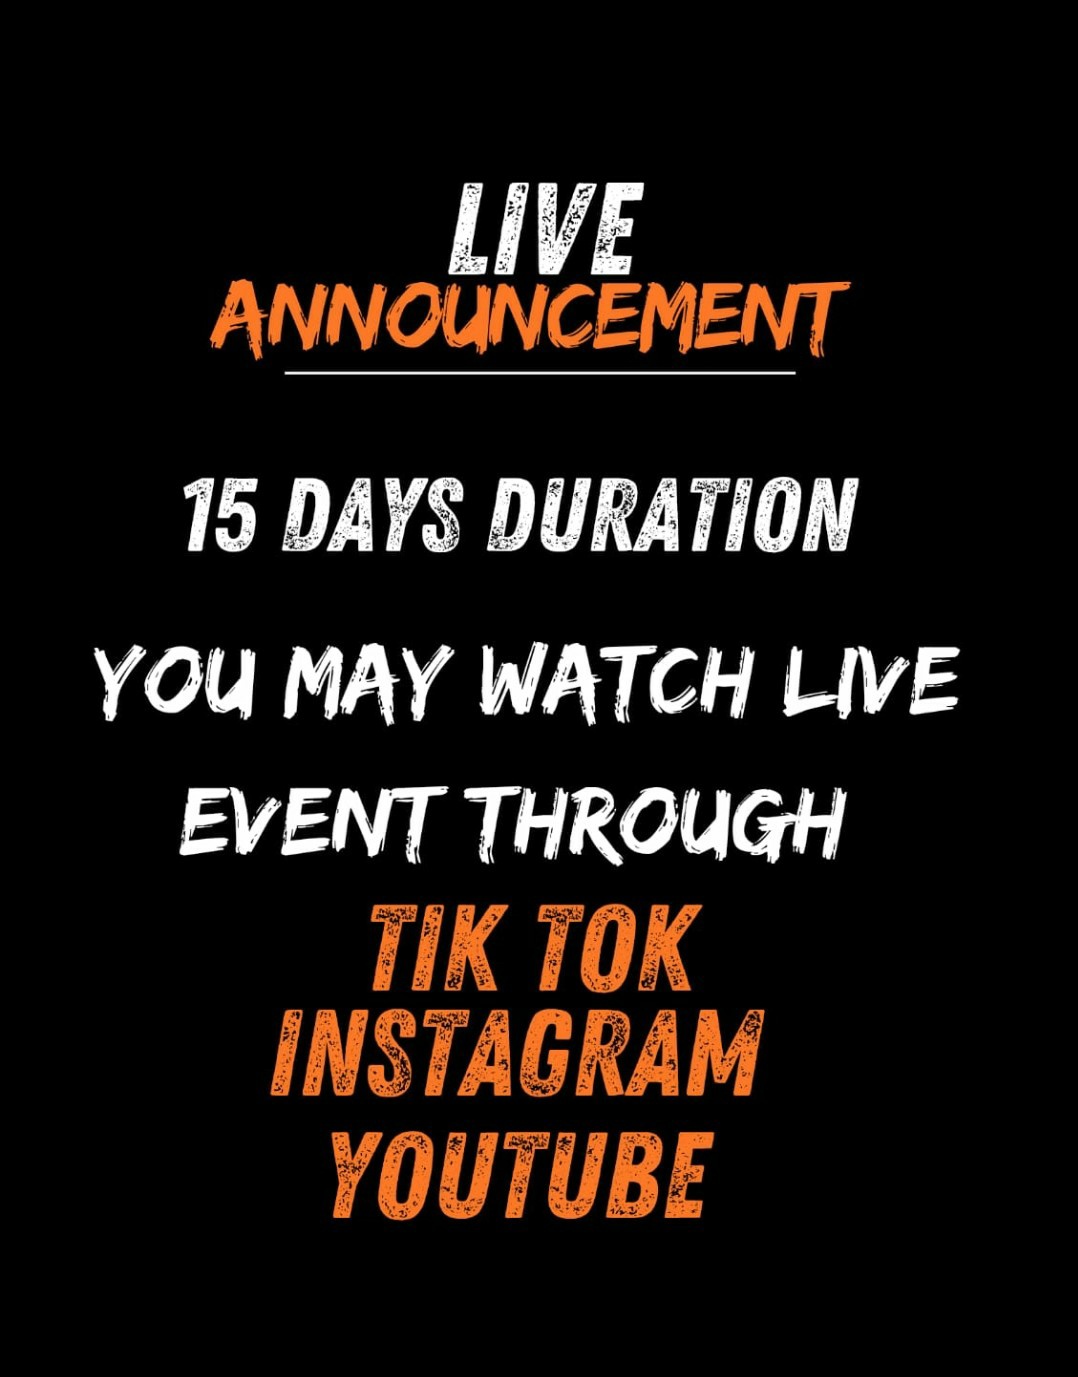 LIVE
ANNOUNCEMENT
15 DAYS DURATION
YOU MAY WATCH LIVE
EVENT THROUGH
TIK TOK
INSTAGRAM
YOUTUBE